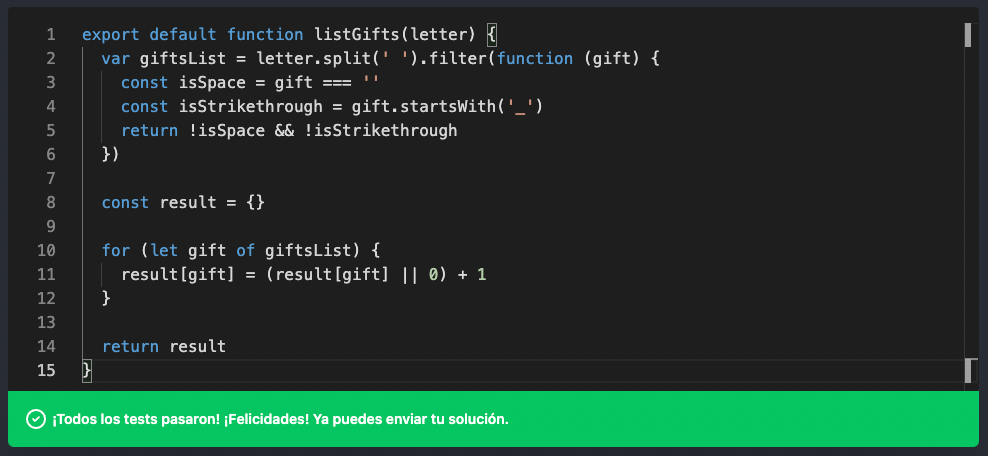 1 export default function listGifts(letter) {
2 var giftsList = letter.split(' ').filter(function (gift) {
3 const isSpace = gift === ''
4 const isStrikethrough = gift.startsWith('_')
5 return !isSpace && !isStrikethrough
6 })
7
8 const result = {}
9
10 for (let gift of giftsList) {
11 result[gift] = (result[gift] || 0) + 1
12 }
13
14 return result
15 }
¡Todos los tests pasaron! ¡Felicidades! Ya puedes enviar tu solución.